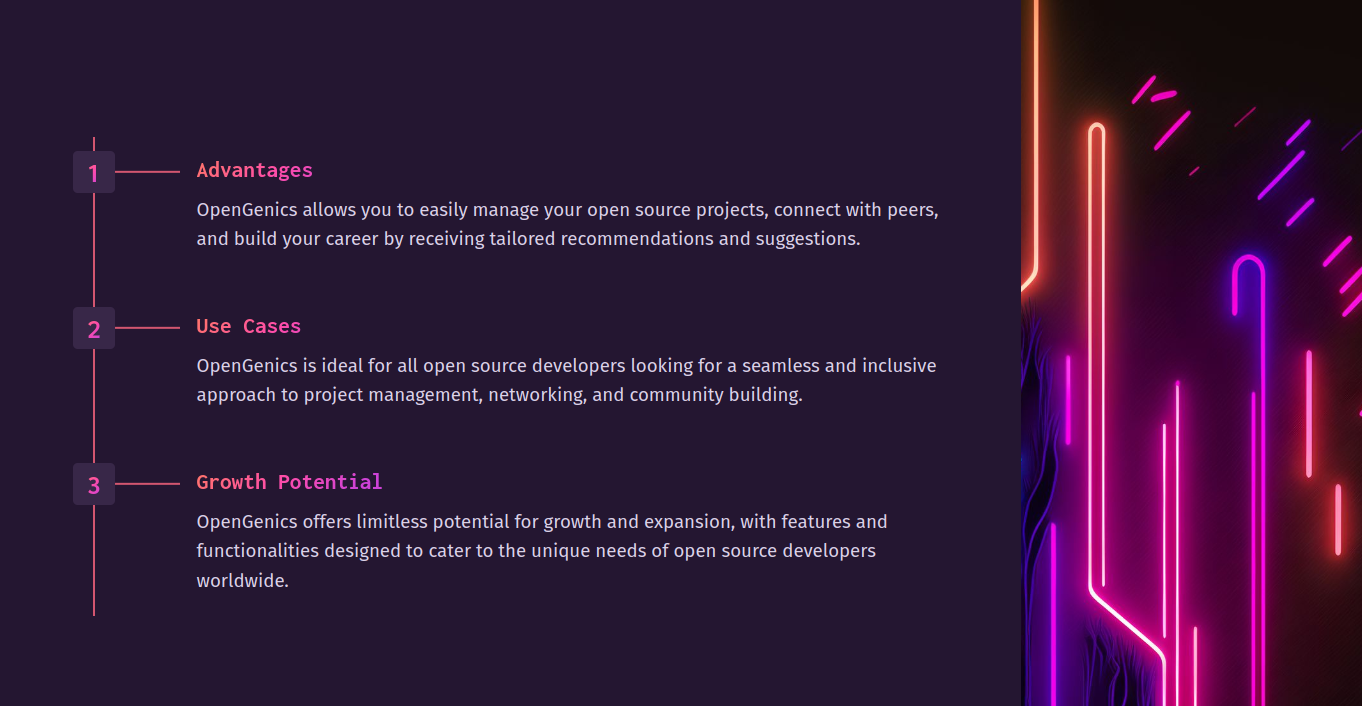 1
Advantages
OpenGenics allows you to easily manage your open source projects, connect with peers,
and build your career by receiving tailored recommendations and suggestions.
2
Use Cases
OpenGenics is ideal for all open source developers looking for a seamless and inclusive
approach to project management, networking, and community building.
3
Growth Potential
OpenGenics offers limitless potential for growth and expansion, with features and
functionalities designed to cater to the unique needs of open source developers
worldwide.